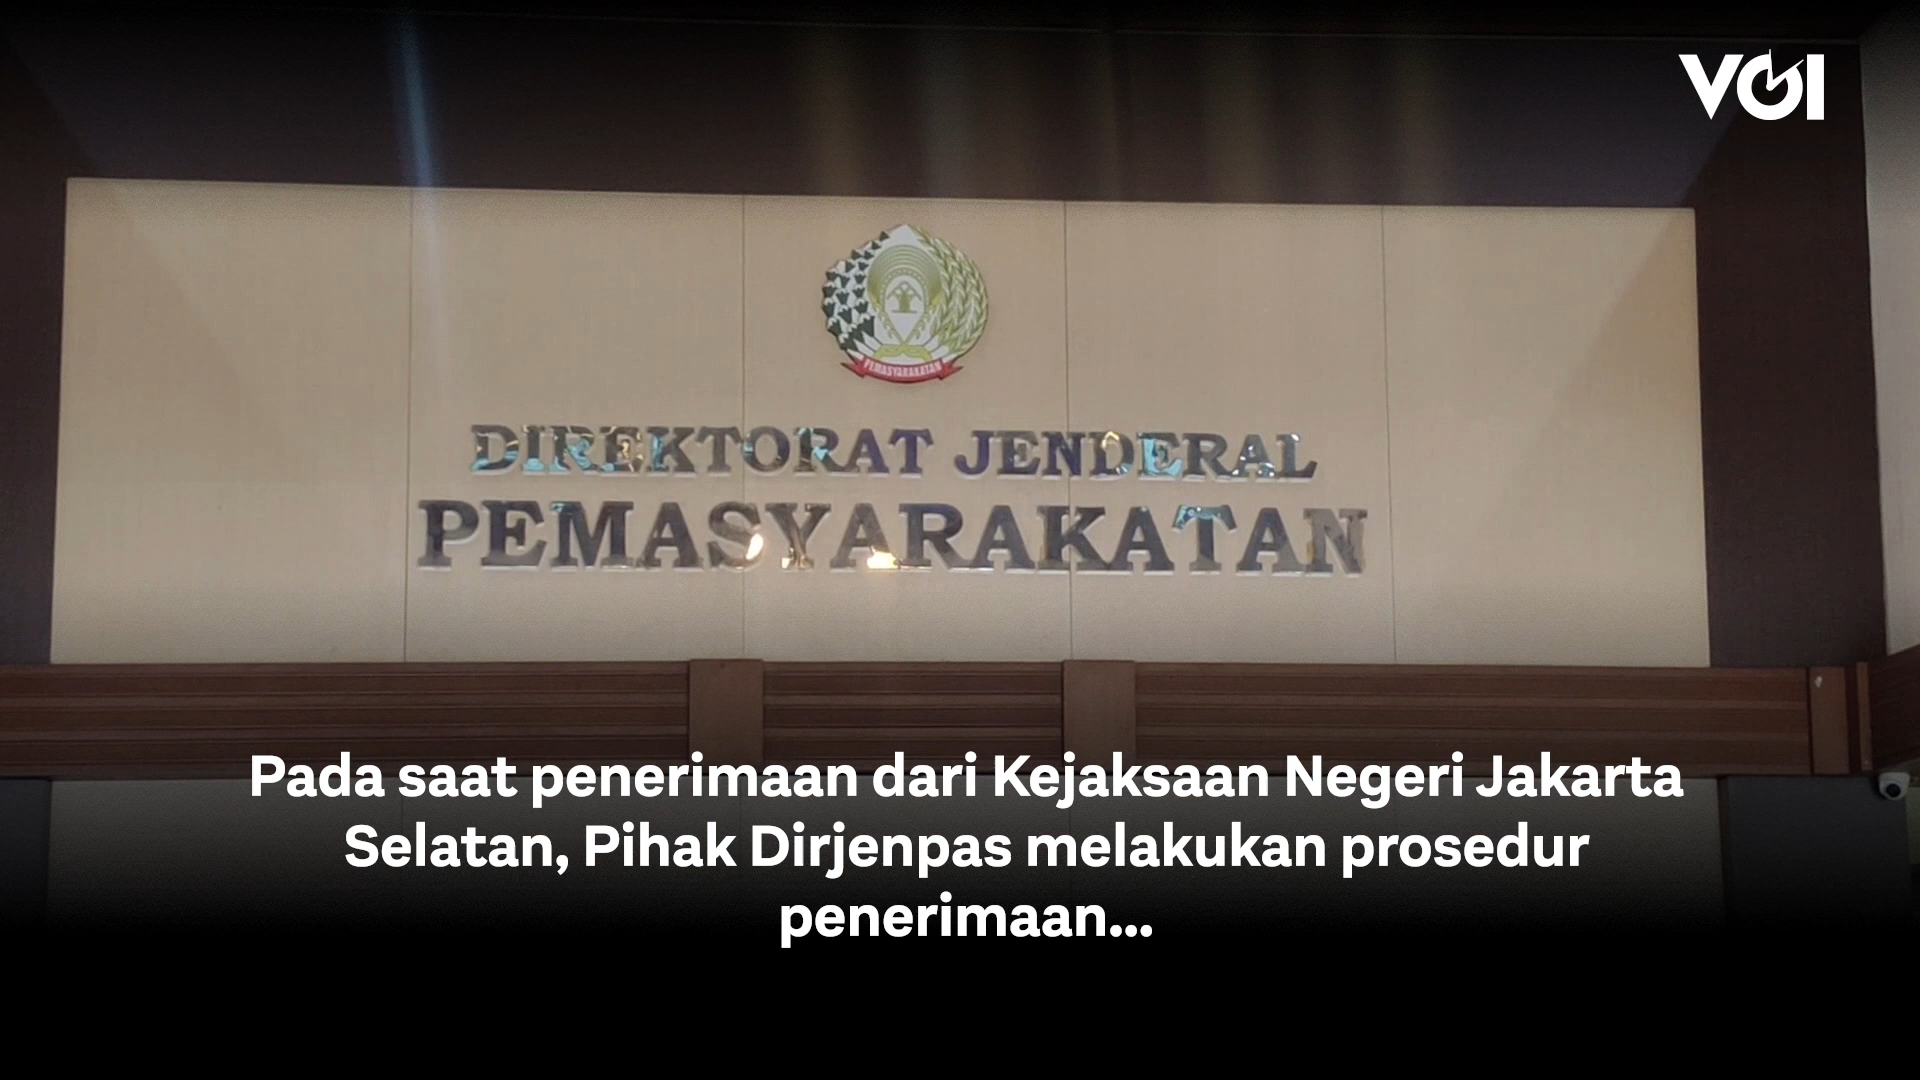 VOI
PEMASYARAKATAN
DIREKTORAT JENDERAL
PEMASYARAKATAN
Pada saat penerimaan dari Kejaksaan Negeri Jakarta
Selatan, Pihak Dirjenpas melakukan prosedur
penerimaan...